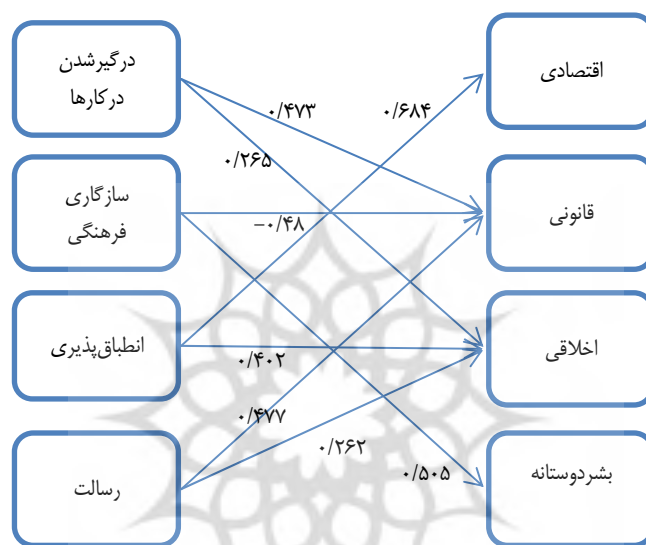 درگیرشدن
درکارها
اقتصادی
۰/۴۷۳
۰/۶۸۴
۰/۲۶۵
سازگاری
فرهنگی
قانونی
−۰/۴۸
انطباق‌پذیری
اخلاقی
۰/۴۰۲
۰/۴۷۷
۰/۲۶۲
رسالت
بشردوستانه
۰/۵۰۵